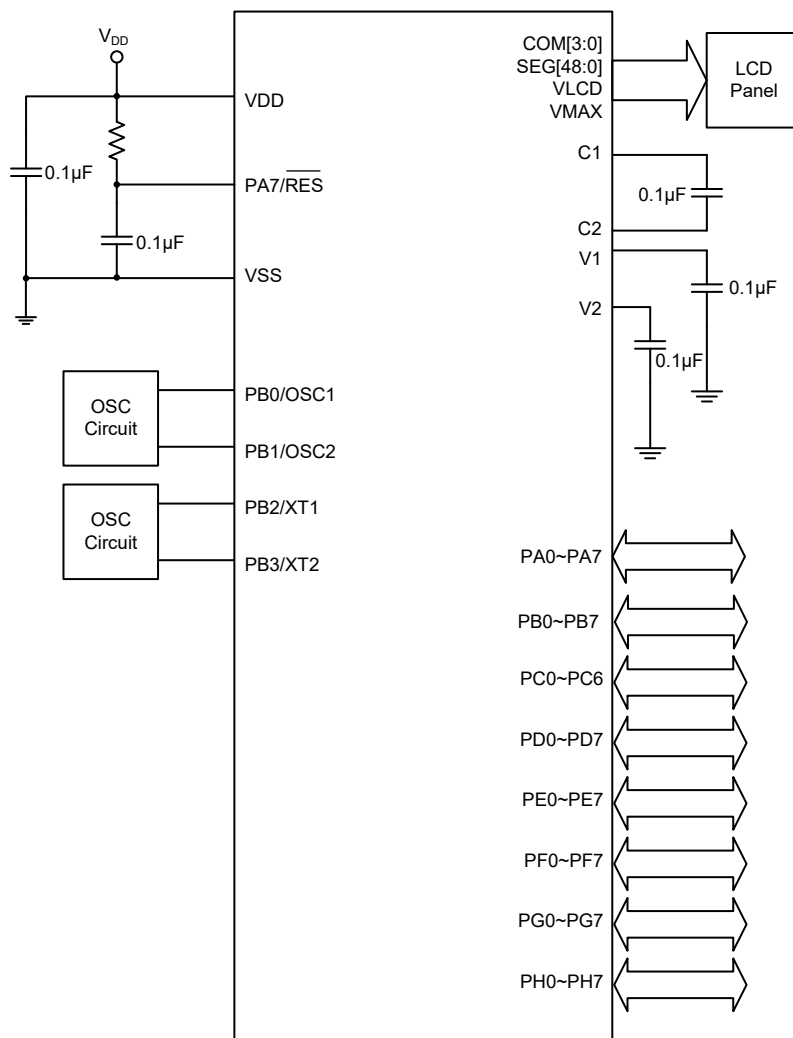 V_DD
VDD
0.1µF
PA7/R̅E̅S̅
0.1µF
VSS
OSC
Circuit
PB0/OSC1
PB1/OSC2
OSC
Circuit
PB2/XT1
PB3/XT2
COM[3:0]
SEG[48:0]
VLCD
VMAX
LCD
Panel
C1
0.1µF
C2
V1
0.1µF
V2
0.1µF
PA0~PA7
PB0~PB7
PC0~PC6
PD0~PD7
PE0~PE7
PF0~PF7
PG0~PG7
PH0~PH7